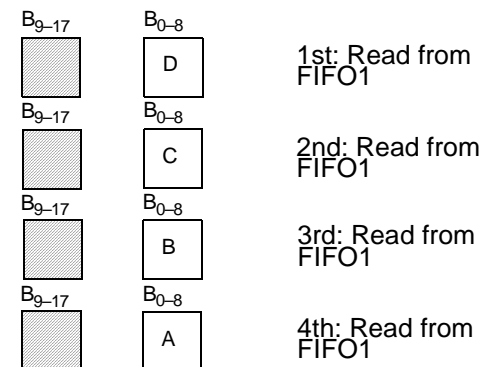 B9–17 B0–8
D 1st: Read from
FIFO1
B9–17 B0–8
C 2nd: Read from
FIFO1
B9–17 B0–8
B 3rd: Read from
FIFO1
B9–17 B0–8
A 4th: Read from
FIFO1